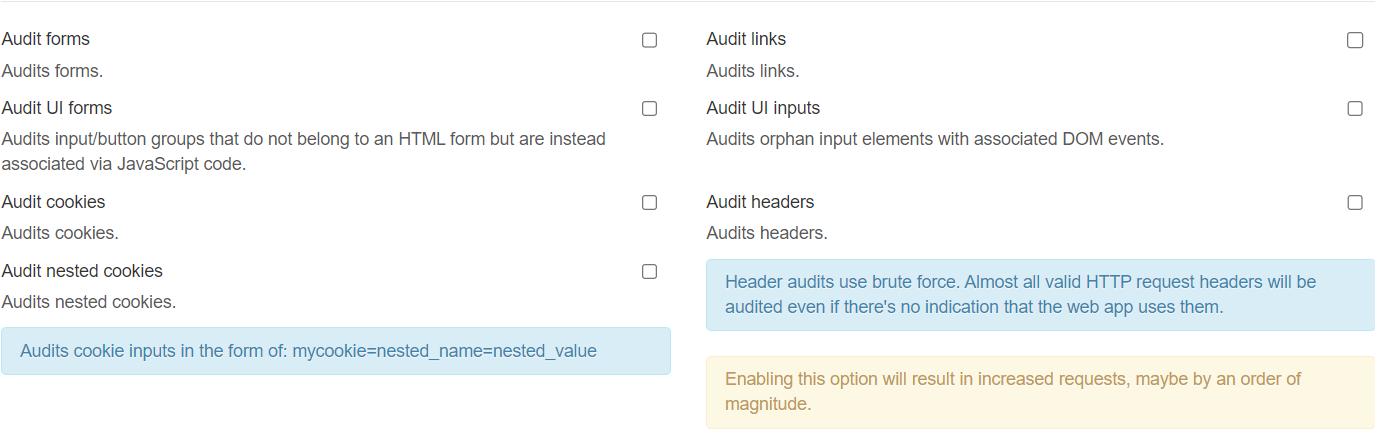 Audit forms
Audits forms.
Audit UI forms
Audits input/button groups that do not belong to an HTML form but are instead
associated via JavaScript code.
Audit cookies
Audits cookies.
Audit nested cookies
Audits nested cookies.
Audits cookie inputs in the form of: mycookie=nested_name=nested_value
Audit links
Audits links.
Audit UI inputs
Audits orphan input elements with associated DOM events.
Audit headers
Audits headers.
Header audits use brute force. Almost all valid HTTP request headers will be
audited even if there's no indication that the web app uses them.
Enabling this option will result in increased requests, maybe by an order of
magnitude.